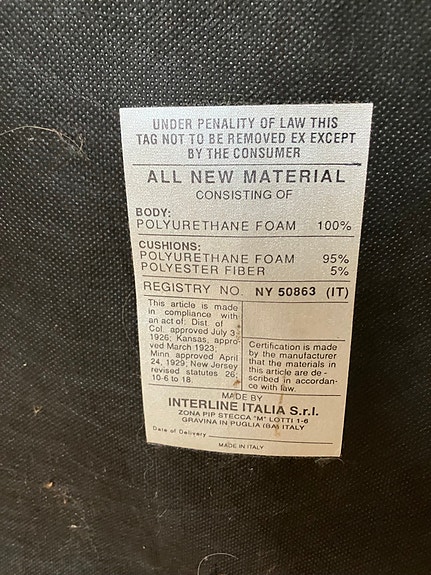 UNDER PENALITY OF LAW THIS
TAG NOT TO BE REMOVED EX EXCEPT
BY THE CONSUMER
ALL NEW MATERIAL
CONSISTING OF
BODY:
POLYURETHANE FOAM 100%
CUSHIONS:
POLYURETHANE FOAM 95%
POLYESTER FIBER 5%
REGISTRY NO. NY 50863 (IT)
This article is made
in compliance with
an act of: Dist. of
Col. approved July 3,
1926; Kansas, appro-
ved March 1923;
Minn. approved April
24, 1929; New Jersey
revised statutes 26;
10-6 to 18.
Certification is made
by the manufacturer
that the materials in
this article are de -
scribed in accordan-
ce with law.
MADE BY
INTERLINE ITALIA S.r.l.
ZONA PIP STECCA "M" LOTTI 1-6
GRAVINA IN PUGLIA (BA) ITALY
Date of Delivery
MADE IN ITALY